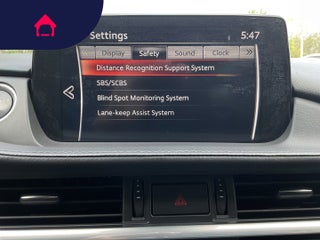 Settings 5:47
Display Safety Sound Clock
Distance Recognition Support System
SBS/SCBS
Blind Spot Monitoring System
Lane-keep Assist System